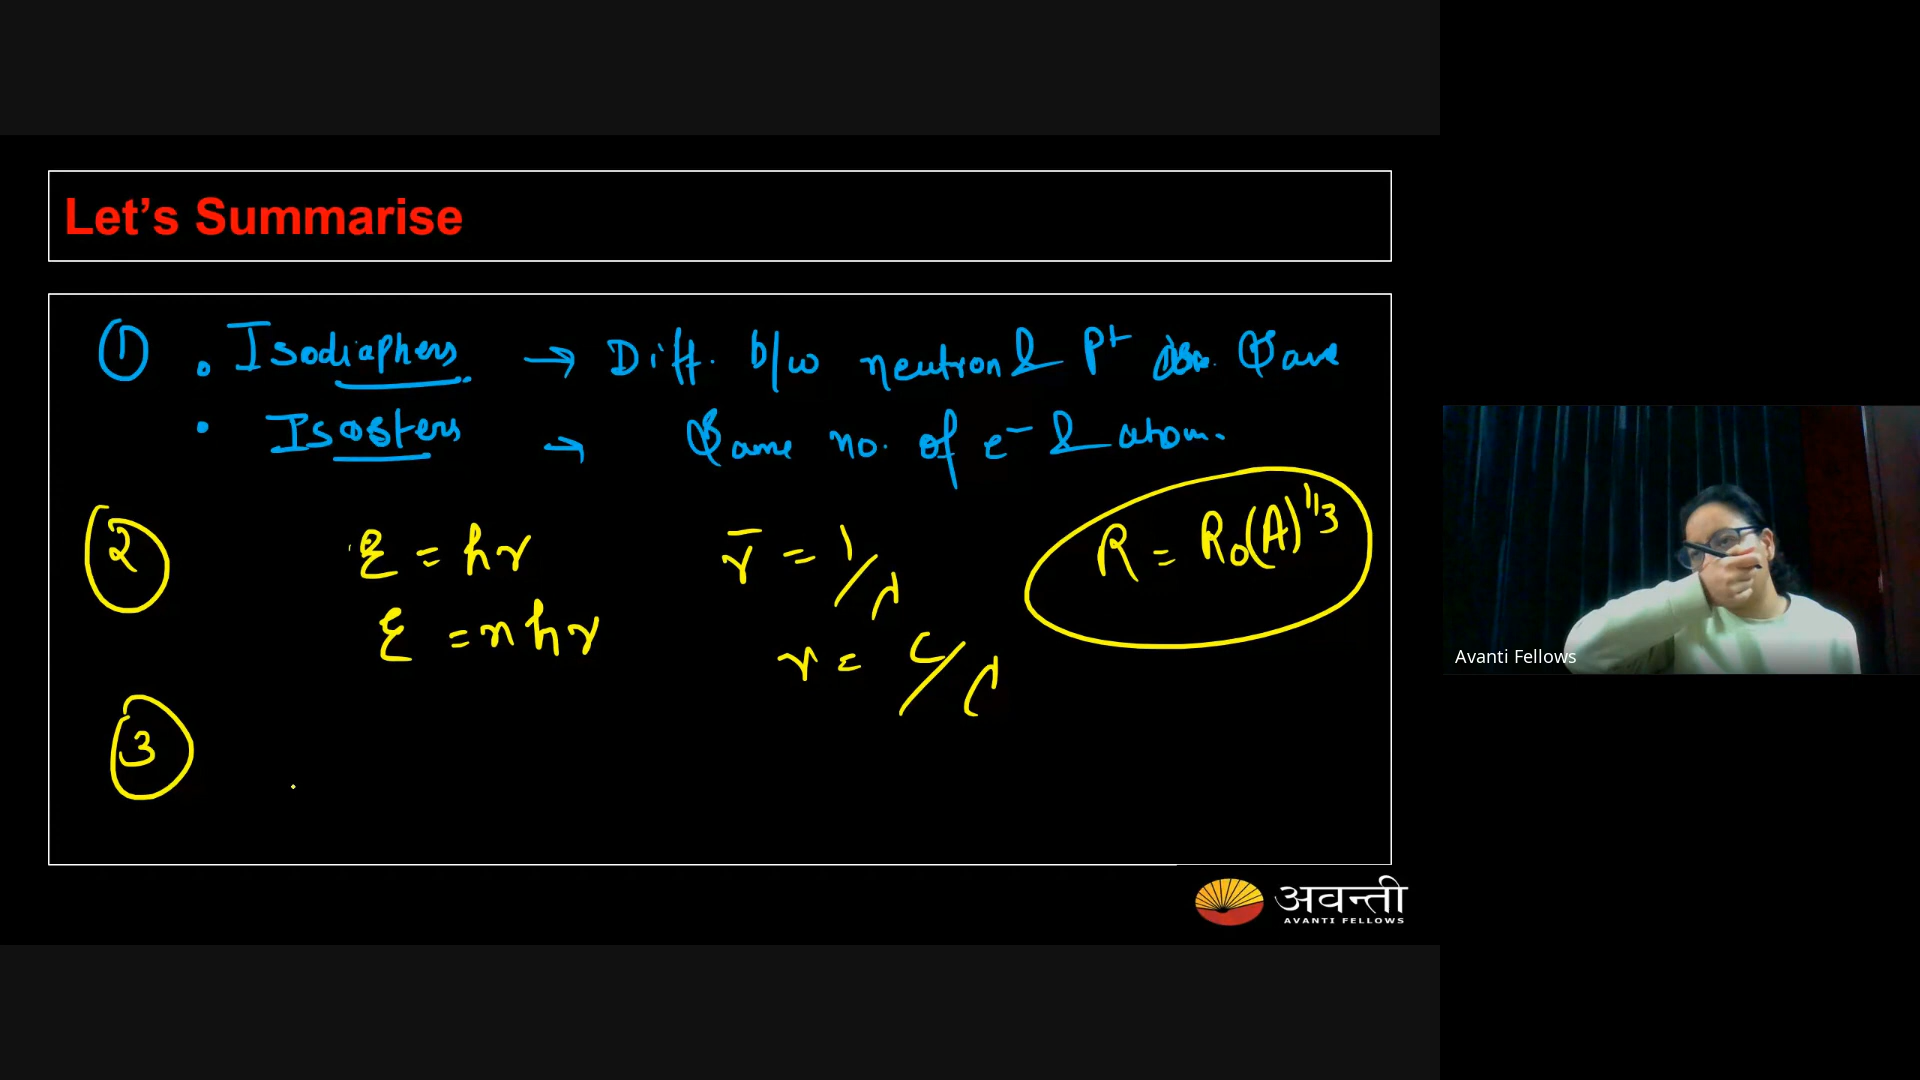 Let's Summarise
① . Isodiaphers → Diff. b/w neutron & P+ Same
. Isosters → Same no. of e- & atom.
② E = hν ν̄ = 1/λ R = R₀(A)^1/3
E = nhν ν = c/λ
③
Avanti Fellows
अवन्ती
AVANTI FELLOWS